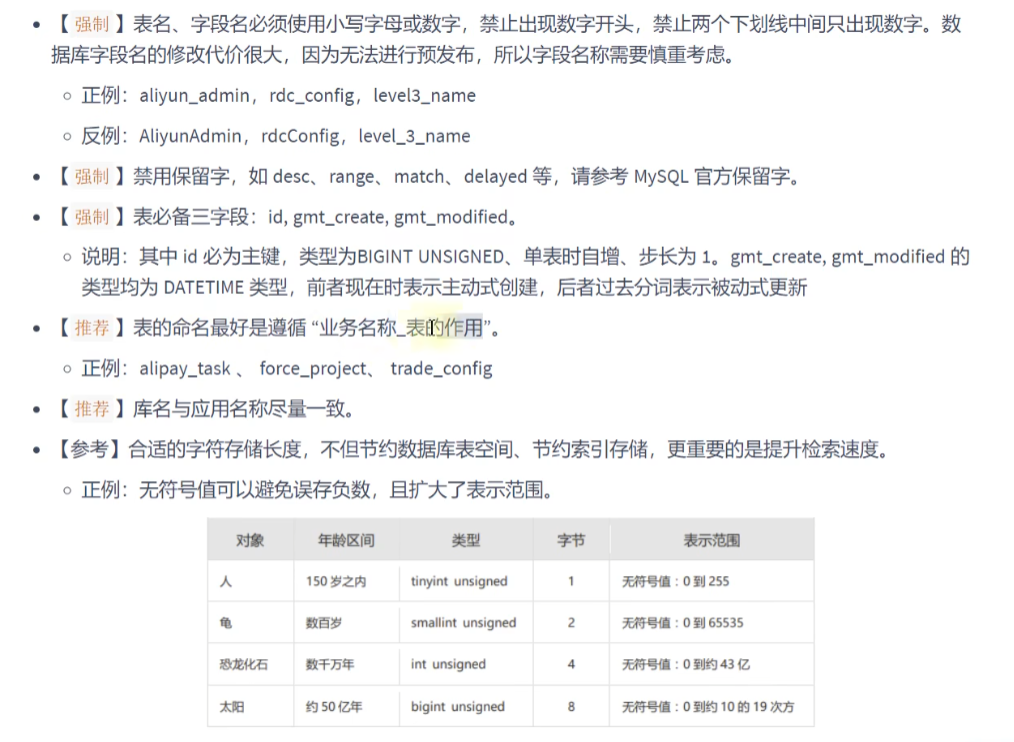 【强制】表名、字段名必须使用小写字母或数字，禁止出现数字开头，禁止两个下划线中间只出现数字。数
据库字段名的修改代价很大，因为无法进行预发布，所以字段名称需要慎重考虑。
正例：aliyun_admin，rdc_config，level3_name
反例：AliyunAdmin，rdcConfig，level_3_name
【强制】禁用保留字，如 desc、range、match、delayed 等，请参考 MySQL 官方保留字。
【强制】表必备三字段：id, gmt_create, gmt_modified。
说明：其中 id 必为主键，类型为BIGINT UNSIGNED、单表时自增、步长为 1。gmt_create, gmt_modified 的
类型均为 DATETIME 类型，前者现在时表示主动式创建，后者过去分词表示被动式更新
【推荐】表的命名最好是遵循 “业务名称_表的作用”。
正例：alipay_task 、 force_project、 trade_config
【推荐】库名与应用名称尽量一致。
【参考】合适的字符存储长度，不但节约数据库表空间、节约索引存储，更重要的是提升检索速度。
正例：无符号值可以避免误存负数，且扩大了表示范围。
对象 年龄区间 类型 字节 表示范围
人 150 岁之内 tinyint unsigned 1 无符号值：0 到 255
龟 数百岁 smallint unsigned 2 无符号值：0 到 65535
恐龙化石 数千万年 int unsigned 4 无符号值：0 到约 43 亿
太阳 约 50 亿年 bigint unsigned 8 无符号值：0 到约 10 的 19 次方